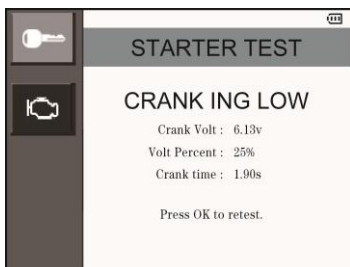 STARTER TEST
CRANK ING LOW
Crank Volt : 6.13v
Volt Percent : 25%
Crank time : 1.90s
Press OK to retest.